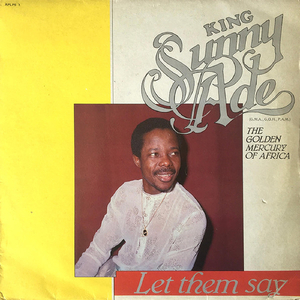 KING
Sunny
Ade
THE
GOLDEN
MERCURY
OF AFRICA
Let them say